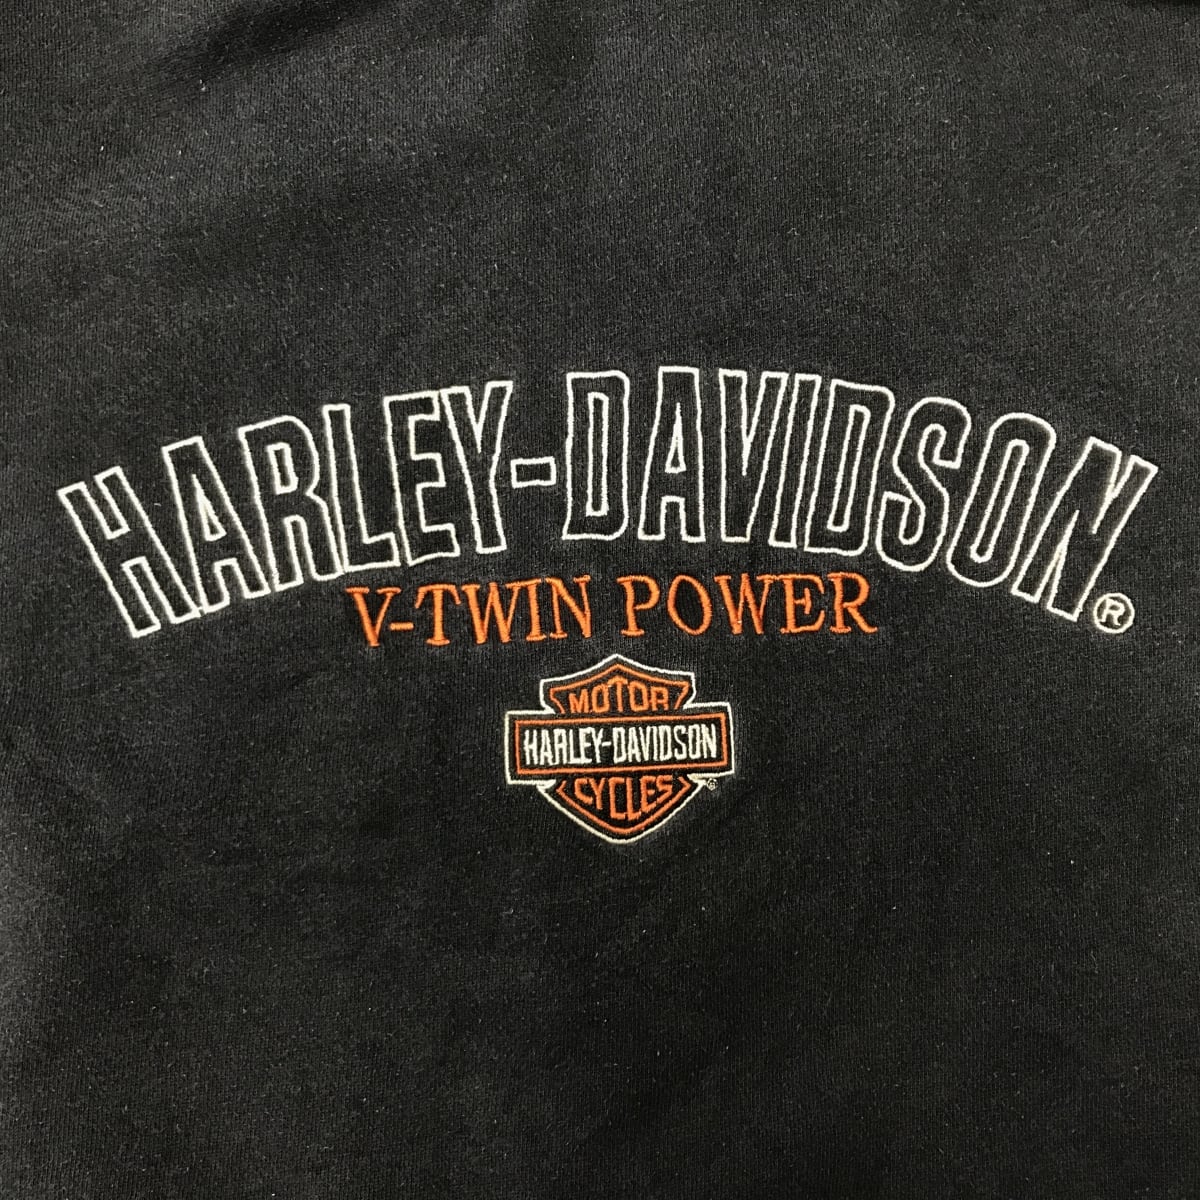 HARLEY-DAVIDSON®
V-TWIN POWER
MOTOR
HARLEY-DAVIDSON
CYCLES®